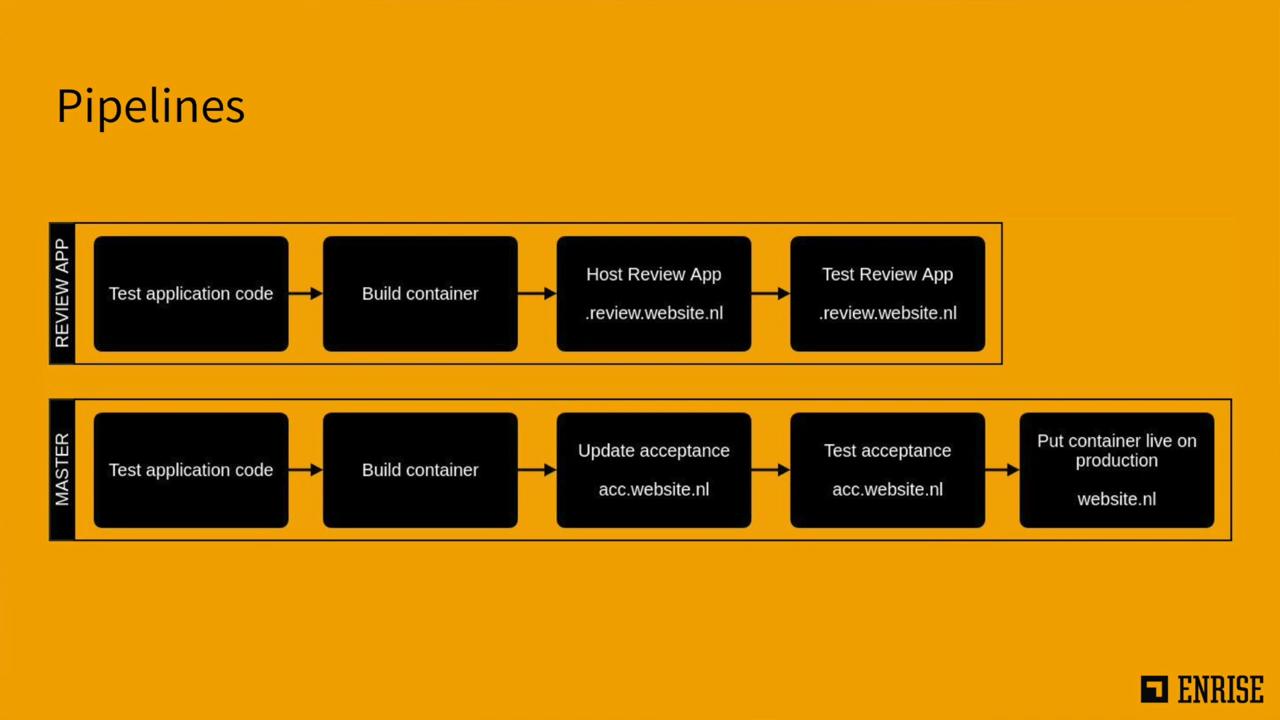 Pipelines
REVIEW APP
Test application code
Build container
Host Review App
.review.website.nl
Test Review App
.review.website.nl
MASTER
Test application code
Build container
Update acceptance
acc.website.nl
Test acceptance
acc.website.nl
Put container live on
production
website.nl
ENRISE